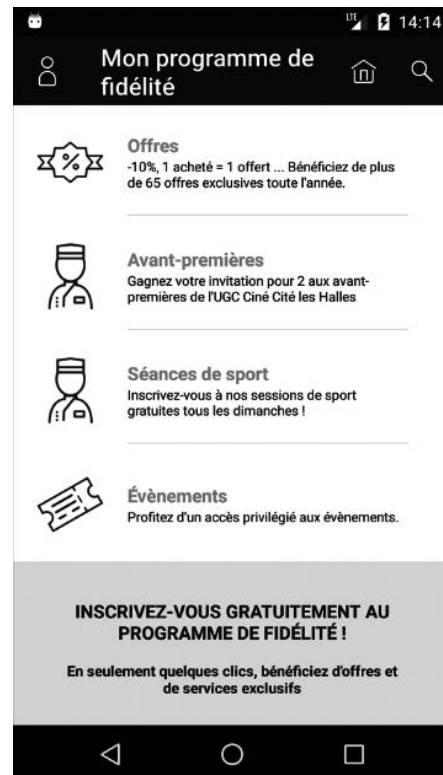 LTE 14:14
Mon programme de
fidélité
%
Offres
-10%, 1 acheté = 1 offert ... Bénéficiez de plus
de 65 offres exclusives toute l'année.
Avant-premières
Gagnez votre invitation pour 2 aux avant-
premières de l'UGC Ciné Cité les Halles
Séances de sport
Inscrivez-vous à nos sessions de sport
gratuites tous les dimanches !
Évènements
Profitez d'un accès privilégié aux évènements.
INSCRIVEZ-VOUS GRATUITEMENT AU
PROGRAMME DE FIDÉLITÉ !
En seulement quelques clics, bénéficiez d'offres et
de services exclusifs